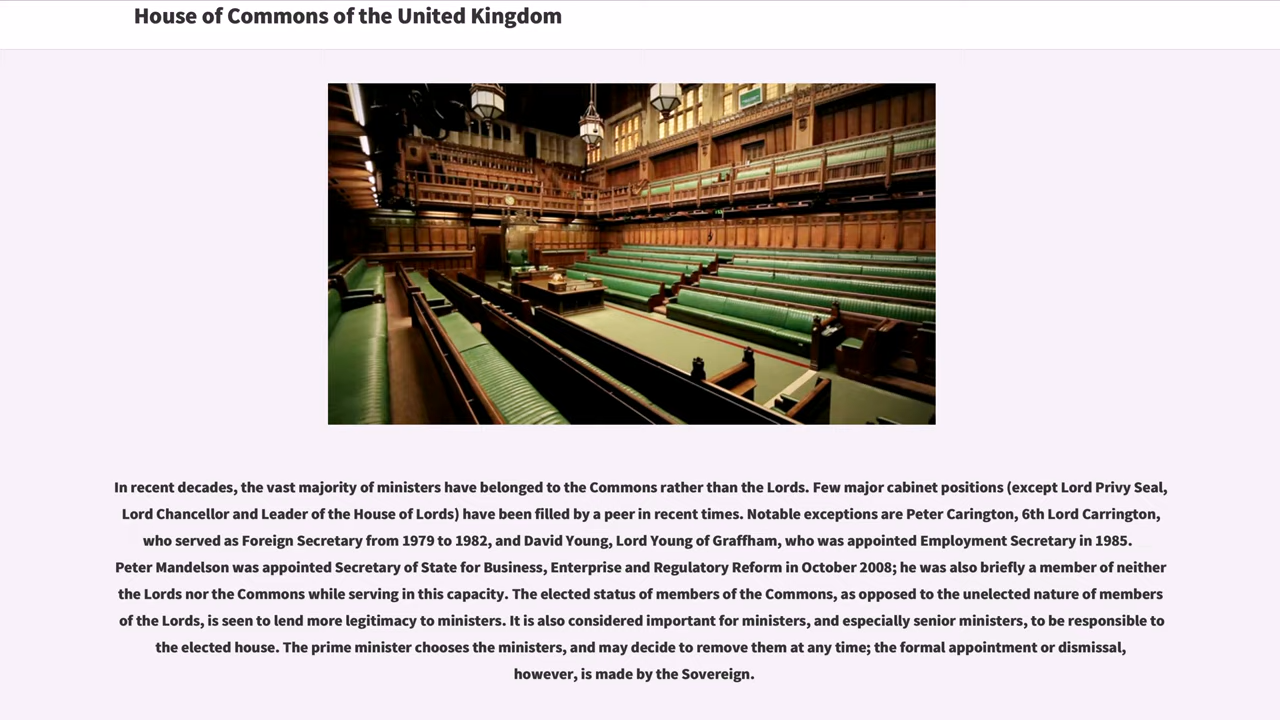 House of Commons of the United Kingdom
In recent decades, the vast majority of ministers have belonged to the Commons rather than the Lords. Few major cabinet positions (except Lord Privy Seal,
Lord Chancellor and Leader of the House of Lords) have been filled by a peer in recent times. Notable exceptions are Peter Carington, 6th Lord Carrington,
who served as Foreign Secretary from 1979 to 1982, and David Young, Lord Young of Graffham, who was appointed Employment Secretary in 1985.
Peter Mandelson was appointed Secretary of State for Business, Enterprise and Regulatory Reform in October 2008; he was also briefly a member of neither
the Lords nor the Commons while serving in this capacity. The elected status of members of the Commons, as opposed to the unelected nature of members
of the Lords, is seen to lend more legitimacy to ministers. It is also considered important for ministers, and especially senior ministers, to be responsible to
the elected house. The prime minister chooses the ministers, and may decide to remove them at any time; the formal appointment or dismissal,
however, is made by the Sovereign.